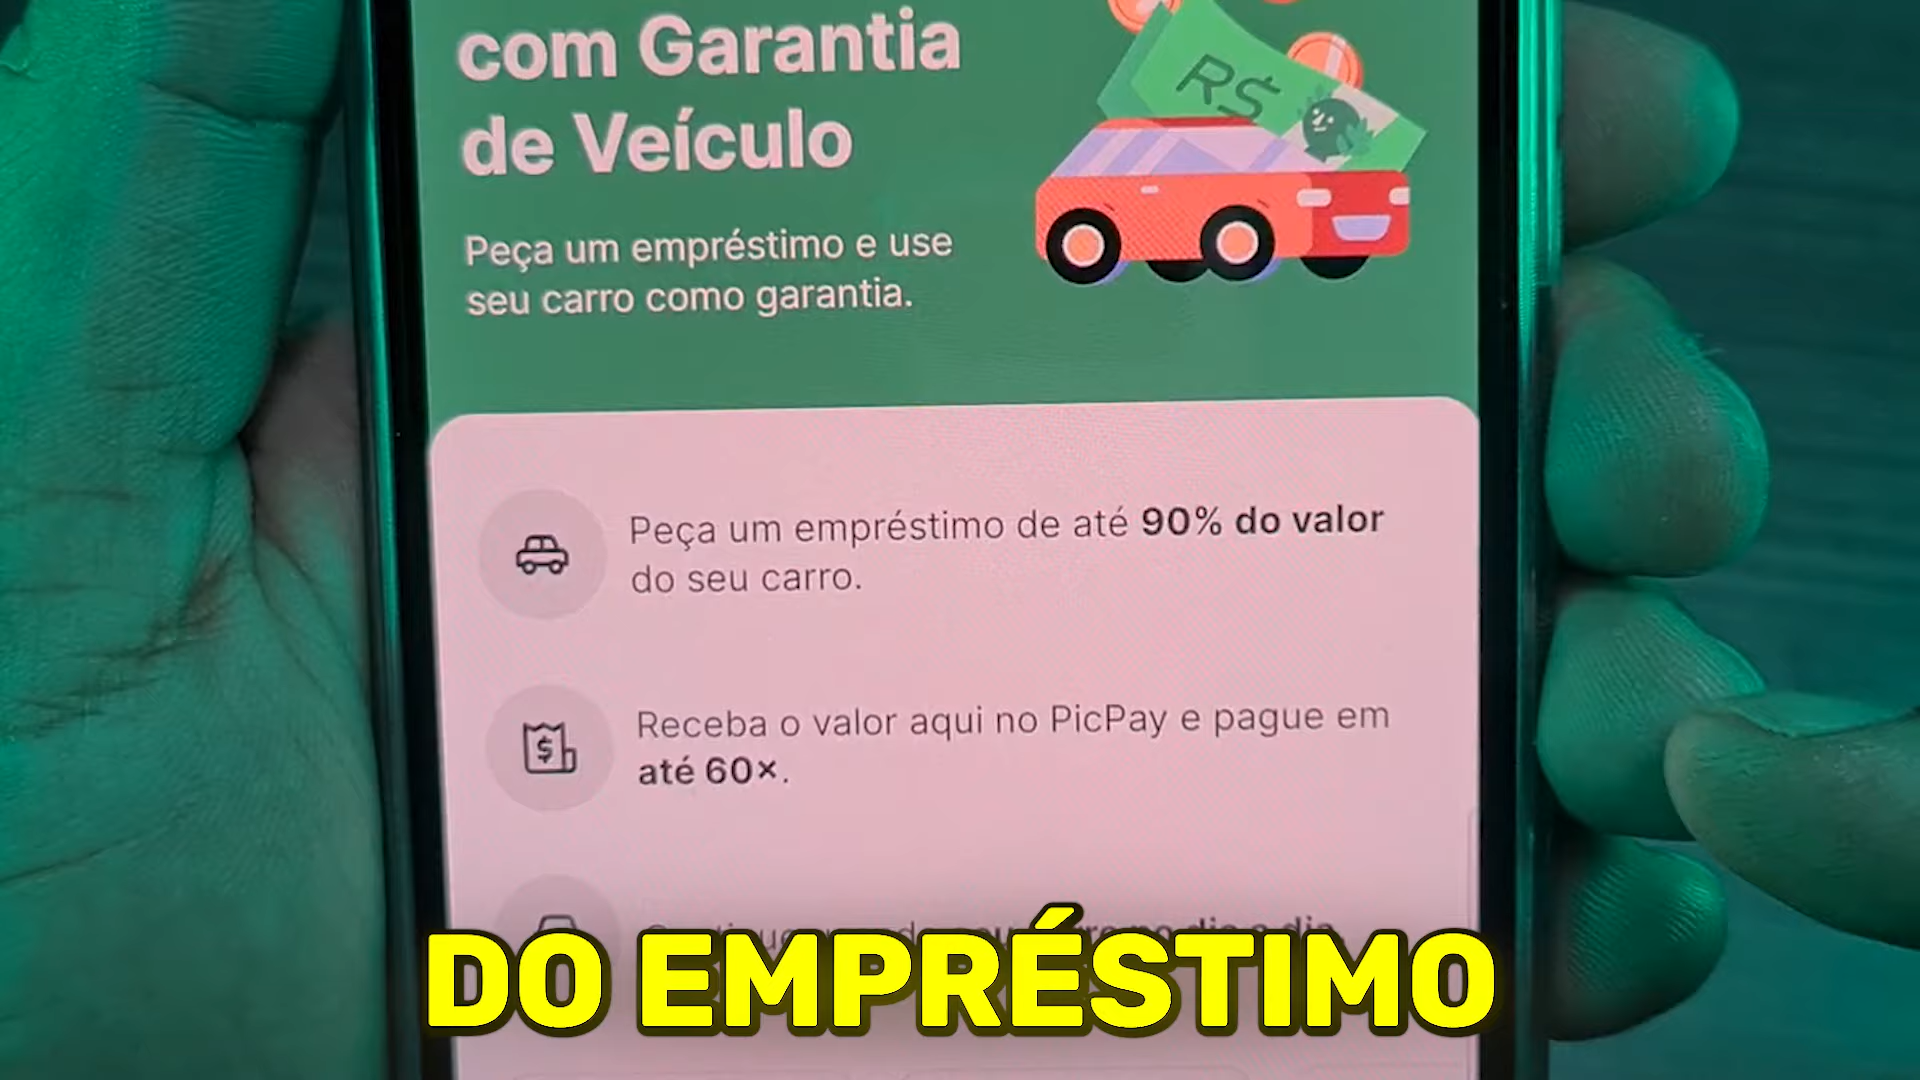 com Garantia
de Veículo
R$
Peça um empréstimo e use
seu carro como garantia.
Peça um empréstimo de até 90% do valor
do seu carro.
Receba o valor aqui no PicPay e pague em
até 60×.
DO EMPRÉSTIMO